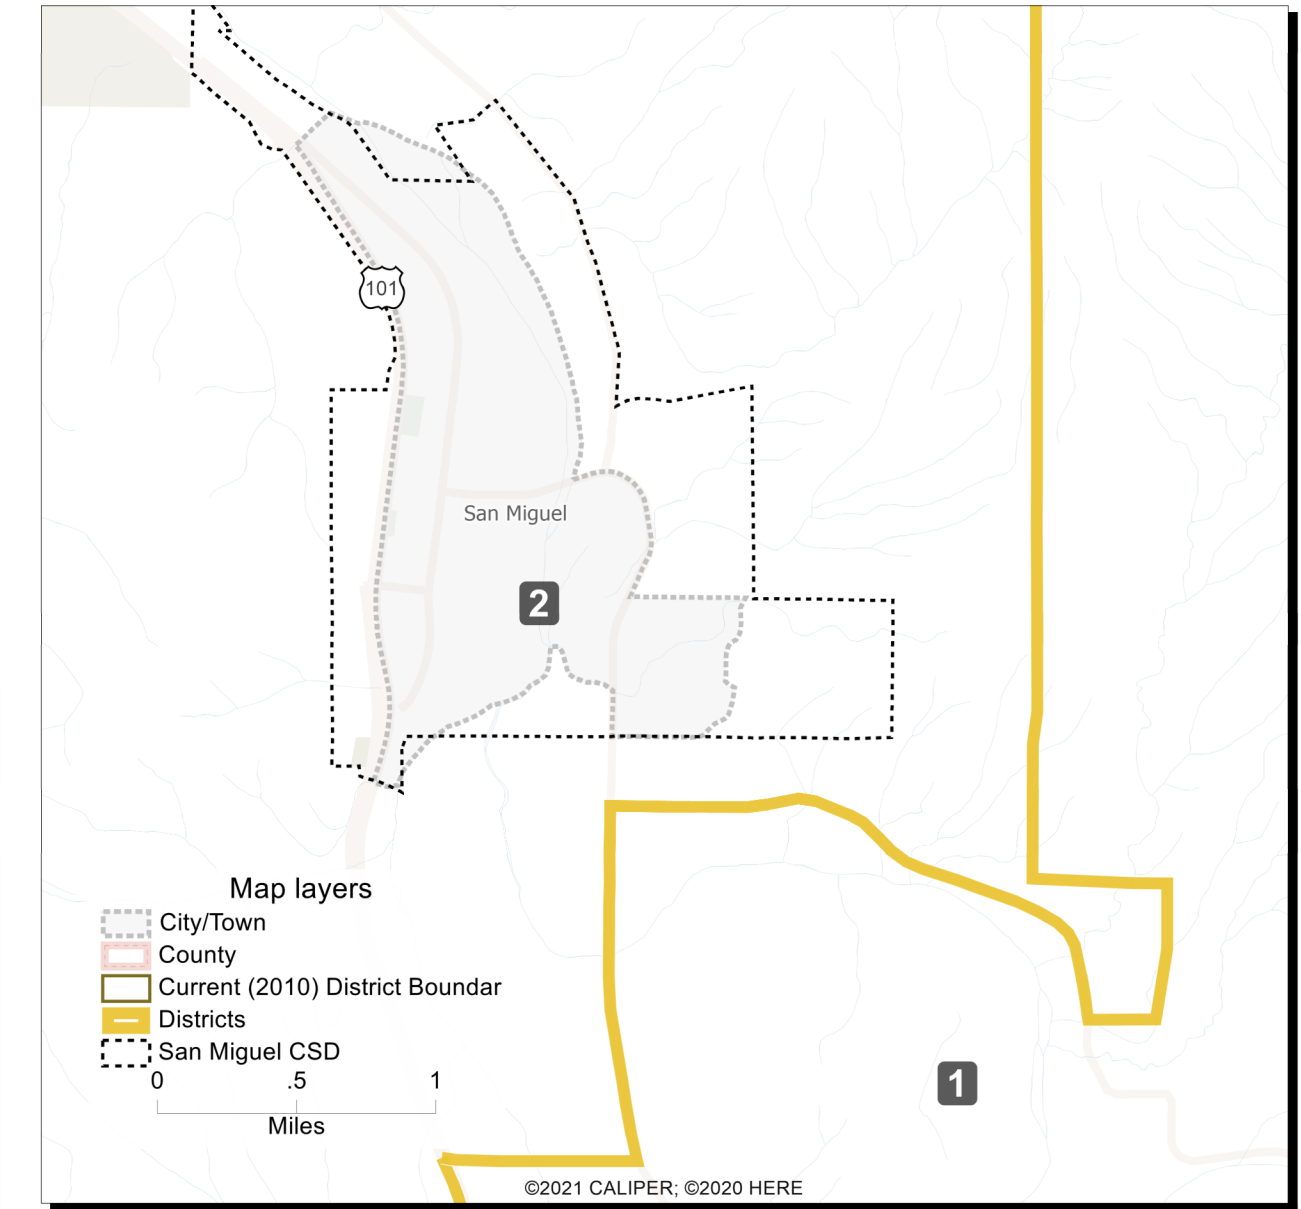 101
San Miguel
2
Map layers
City/Town
County
Current (2010) District Boundar
Districts
San Miguel CSD
0 .5 1
Miles
1
©2021 CALIPER; ©2020 HERE